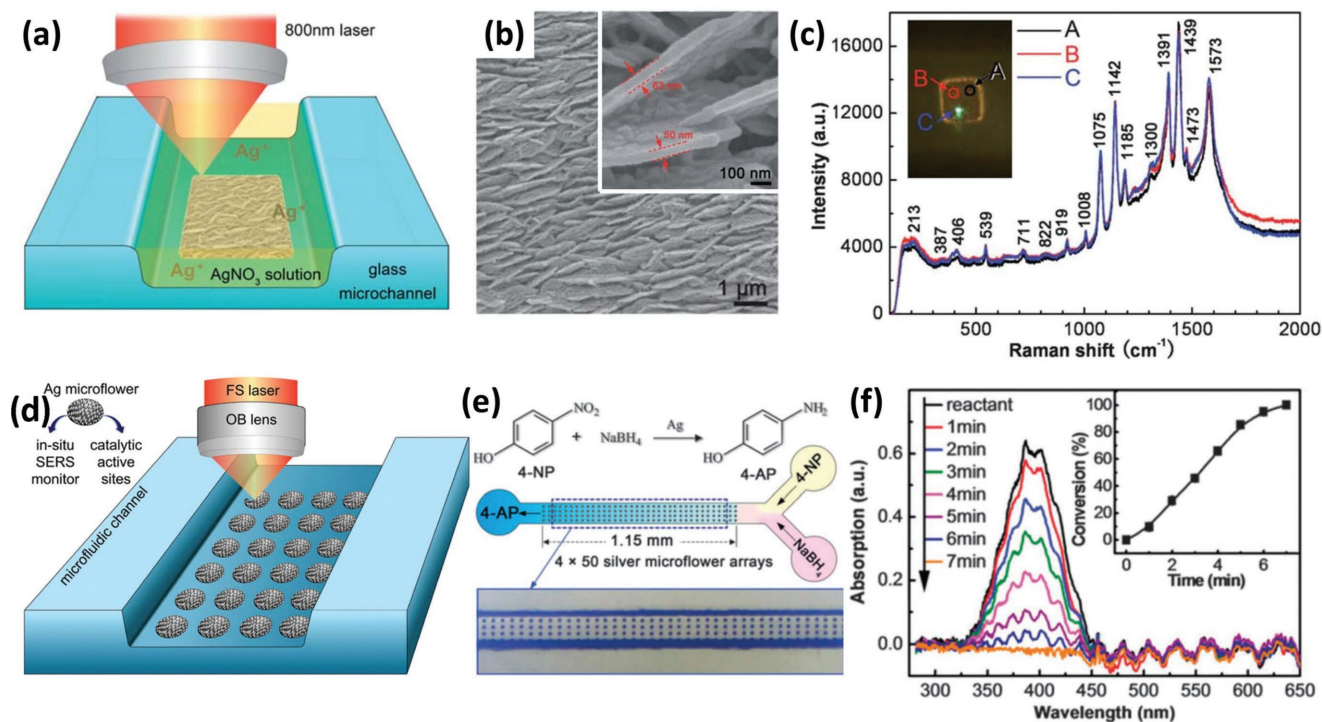 (a)
800nm laser
Ag⁺
Ag⁺
Ag⁺
AgNO₃ solution
glass
microchannel
(b)
63 nm
50 nm
100 nm
1 μm
(c)
A
B
C
B
A
C
Intensity (a.u.)
16000
12000
8000
4000
0
213
387
406
539
711
822
919
1008
1075
1142
1185
1300
1391
1439
1473
1573
500
1000
1500
2000
Raman shift (cm⁻¹)
(d)
Ag microflower
in-situ
SERS
monitor
catalytic
active
sites
FS laser
OB lens
microfluidic channel
(e)
NO₂
HO
4-NP
+
NaBH₄
Ag
NH₂
HO
4-AP
4-AP
4-NP
NaBH₄
1.15 mm
4 × 50 silver microflower arrays
(f)
reactant
1min
2min
3min
4min
5min
6min
7min
Absorption (a.u.)
0.6
0.4
0.2
0.0
300
350
400
450
500
550
600
650
Wavelength (nm)
Conversion (%)
100
80
60
40
20
0
0
2
4
6
Time (min)